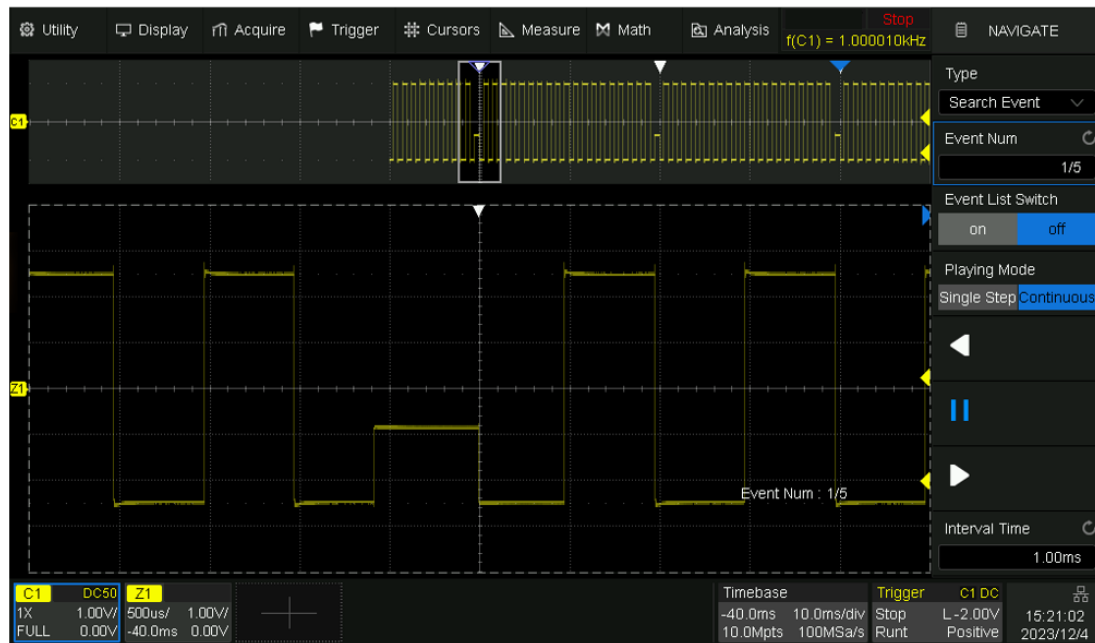 Utility Display Acquire Trigger Cursors Measure Math Analysis
Stop
f(C1) = 1.000010kHz
NAVIGATE
Type
Search Event
Event Num
1/5
Event List Switch
on off
Playing Mode
Single Step Continuous
Interval Time
1.00ms
C1
Z1
Event Num : 1/5
C1 DC50
1X 1.00V/
FULL 0.00V
Z1
500us/ 1.00V/
-40.0ms 0.00V
Timebase
-40.0ms 10.0ms/div
10.0Mpts 100MSa/s
Trigger C1 DC
Stop L-2.00V
Runt Positive
15:21:02
2023/12/4